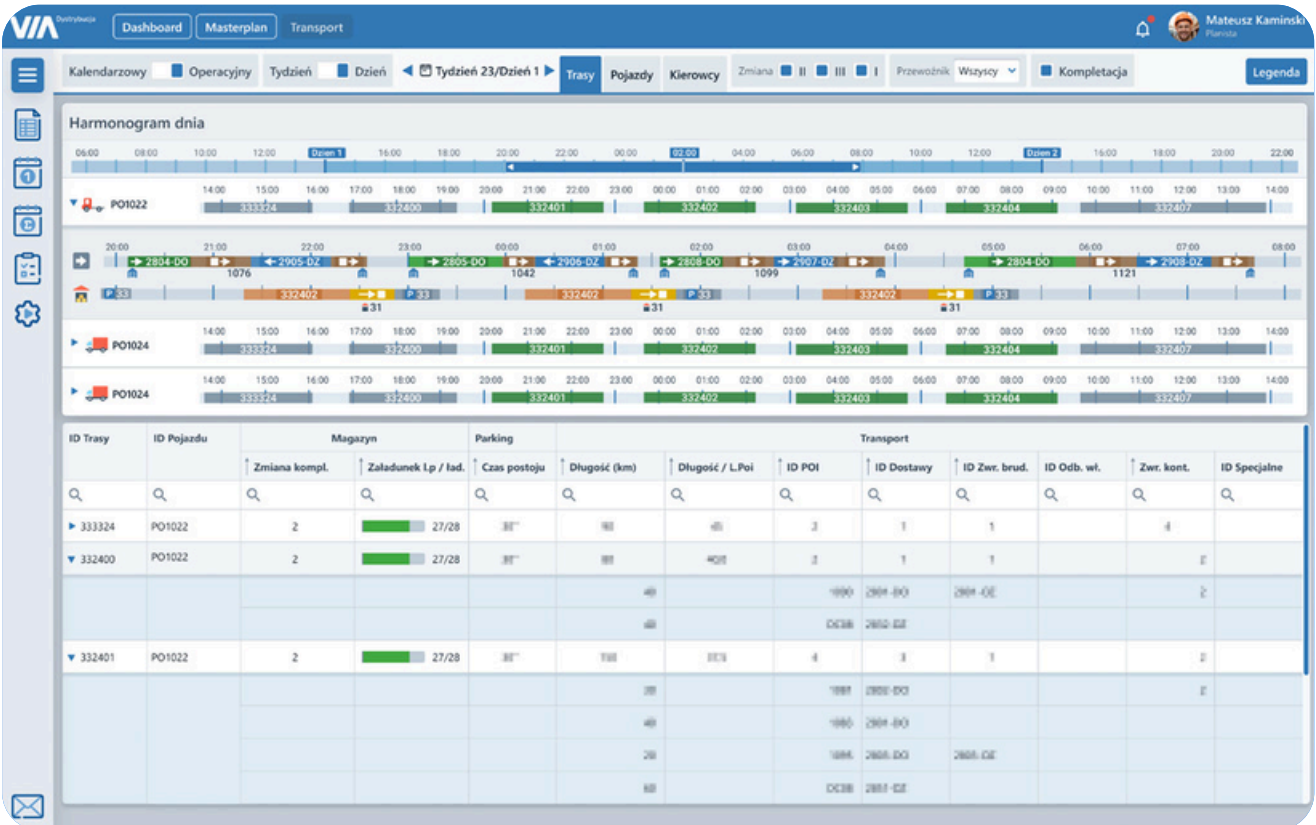 VIA Dystrybucja Dashboard Masterplan Transport Mateusz Kaminski
Planista
Kalendarzowy Operacyjny Tydzień Dzień Tydzień 23/Dzień 1 Trasy Pojazdy Kierowcy Zmiana II III I Przewoźnik Wszyscy Kompletacja Legenda
Harmonogram dnia
06:00 08:00 10:00 12:00 Dzien 1 16:00 18:00 20:00 22:00 00:00 02:00 04:00 06:00 08:00 10:00 12:00 Dzien 2 16:00 18:00 20:00 22:00
14:00 15:00 16:00 17:00 18:00 19:00 20:00 21:00 22:00 23:00 00:00 01:00 02:00 03:00 04:00 05:00 06:00 07:00 08:00 09:00 10:00 11:00 12:00 13:00 14:00
PO1022 333324 332400 332401 332402 332403 332404 332407
20:00 21:00 22:00 23:00 00:00 01:00 02:00 03:00 04:00 05:00 06:00 07:00 08:00
2804-DO 2905-DZ 2805-DO 2906-DZ 2808-DO 2907-DZ 2804-DO 2908-DZ
1076 1042 1099 1121
P 33 332402 P 33 332402 P 33 332402 P 33
31 31 31
14:00 15:00 16:00 17:00 18:00 19:00 20:00 21:00 22:00 23:00 00:00 01:00 02:00 03:00 04:00 05:00 06:00 07:00 08:00 09:00 10:00 11:00 12:00 13:00 14:00
PO1024 333324 332400 332401 332402 332403 332404 332407
14:00 15:00 16:00 17:00 18:00 19:00 20:00 21:00 22:00 23:00 00:00 01:00 02:00 03:00 04:00 05:00 06:00 07:00 08:00 09:00 10:00 11:00 12:00 13:00 14:00
PO1024 333324 332400 332401 332402 332403 332404 332407
ID Trasy ID Pojazdu Magazyn Parking Transport
Zmiana kompl. Załadunek l.p / ład. Czas postoju Długość (km) Długość / L.Poi ID POI ID Dostawy ID Zwr. brud. ID Odb. wł. Zwr. kont. ID Specjalne
333324 PO1022 2 27/28 1 1
332400 PO1022 2 27/28 1 1
332401 PO1022 2 27/28